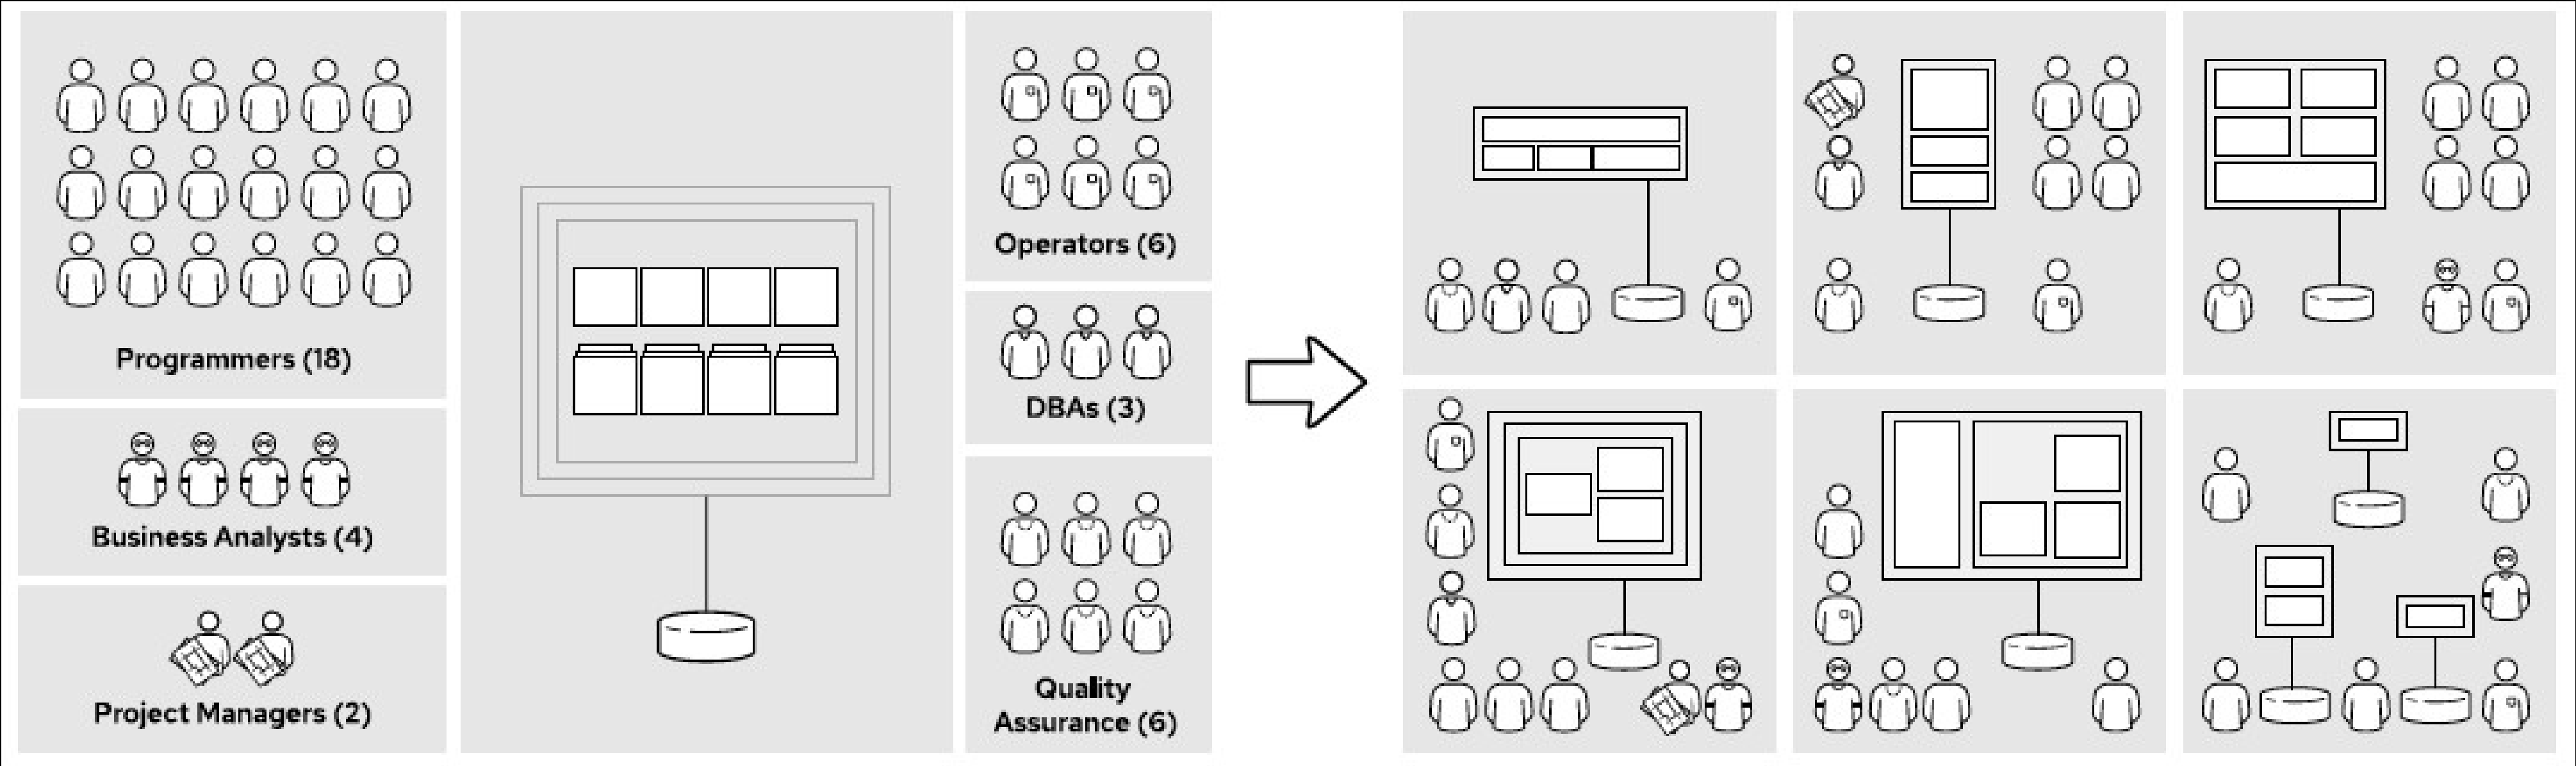 Programmers (18)
Business Analysts (4)
Project Managers (2)
Operators (6)
DBAs (3)
Quality
Assurance (6)